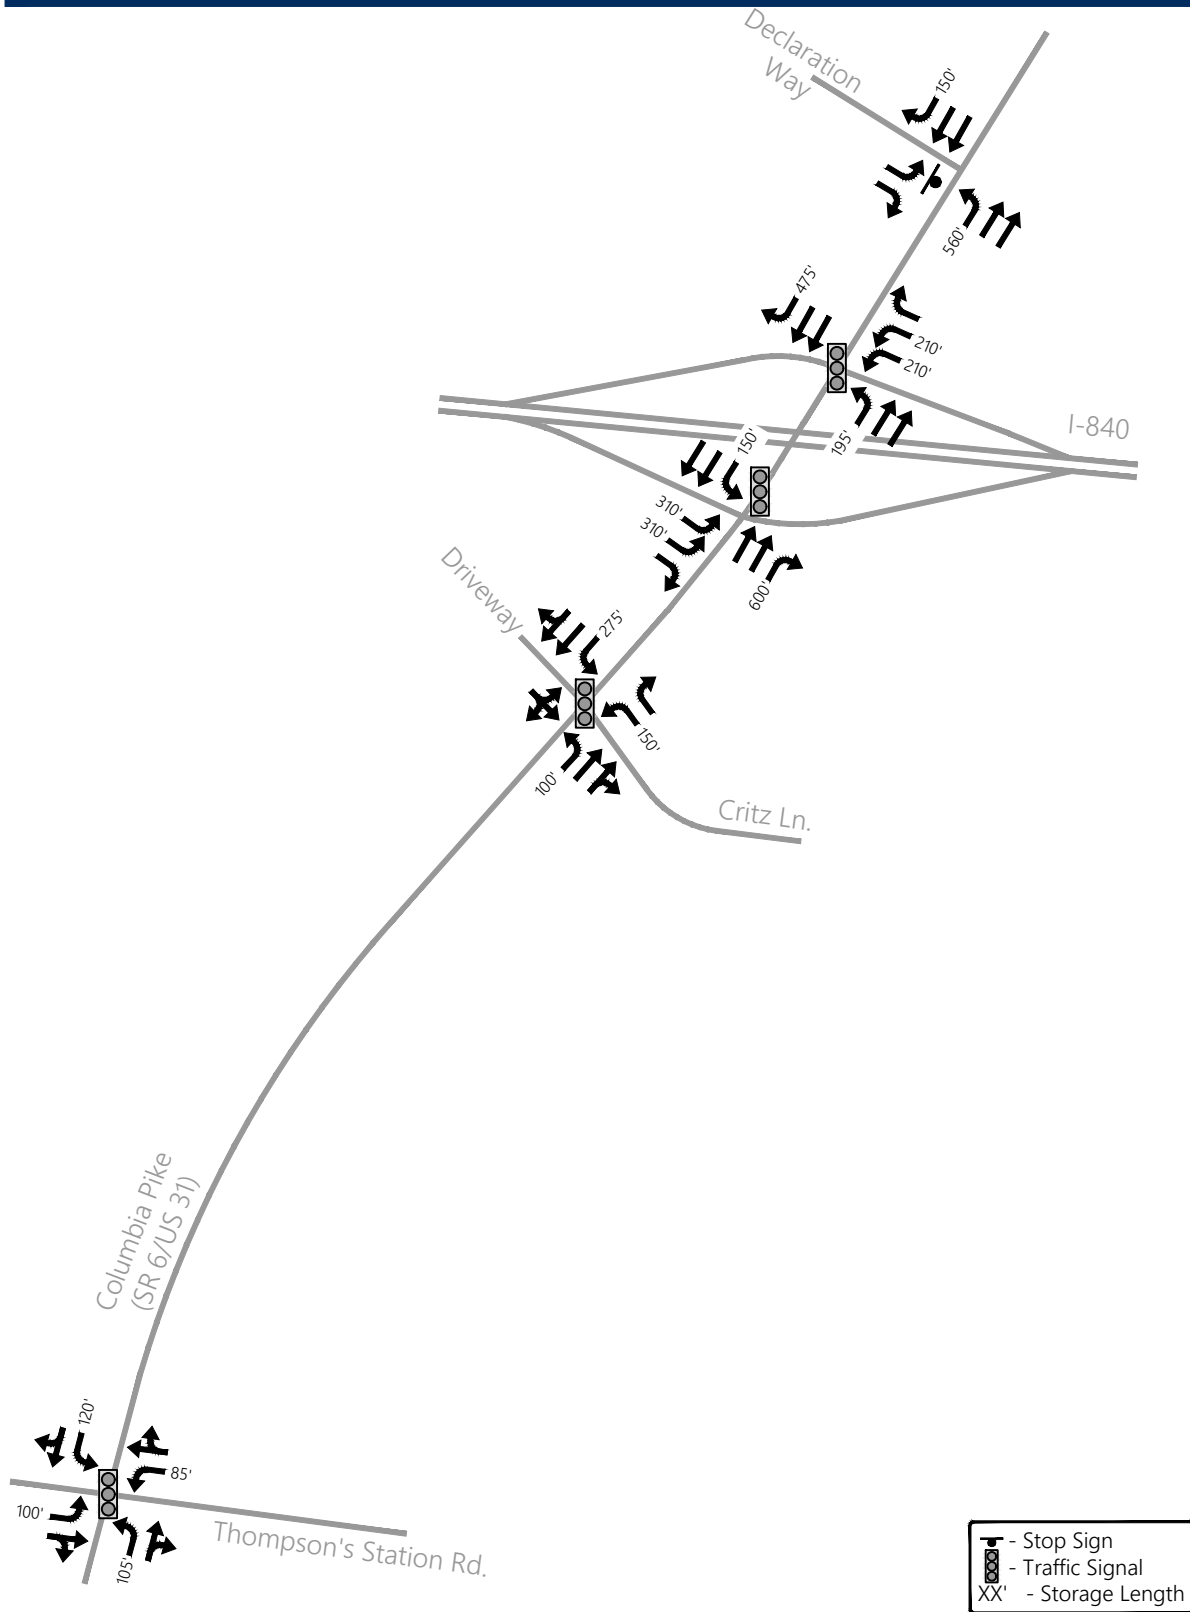 Declaration
Way
150'
560'
475'
210'
210'
I-840
195'
150'
310'
310'
600'
Driveway
275'
150'
100'
Critz Ln.
Columbia Pike
(SR 6/US 31)
120'
85'
100'
105'
Thompson's Station Rd.
- Stop Sign
- Traffic Signal
XX' - Storage Length